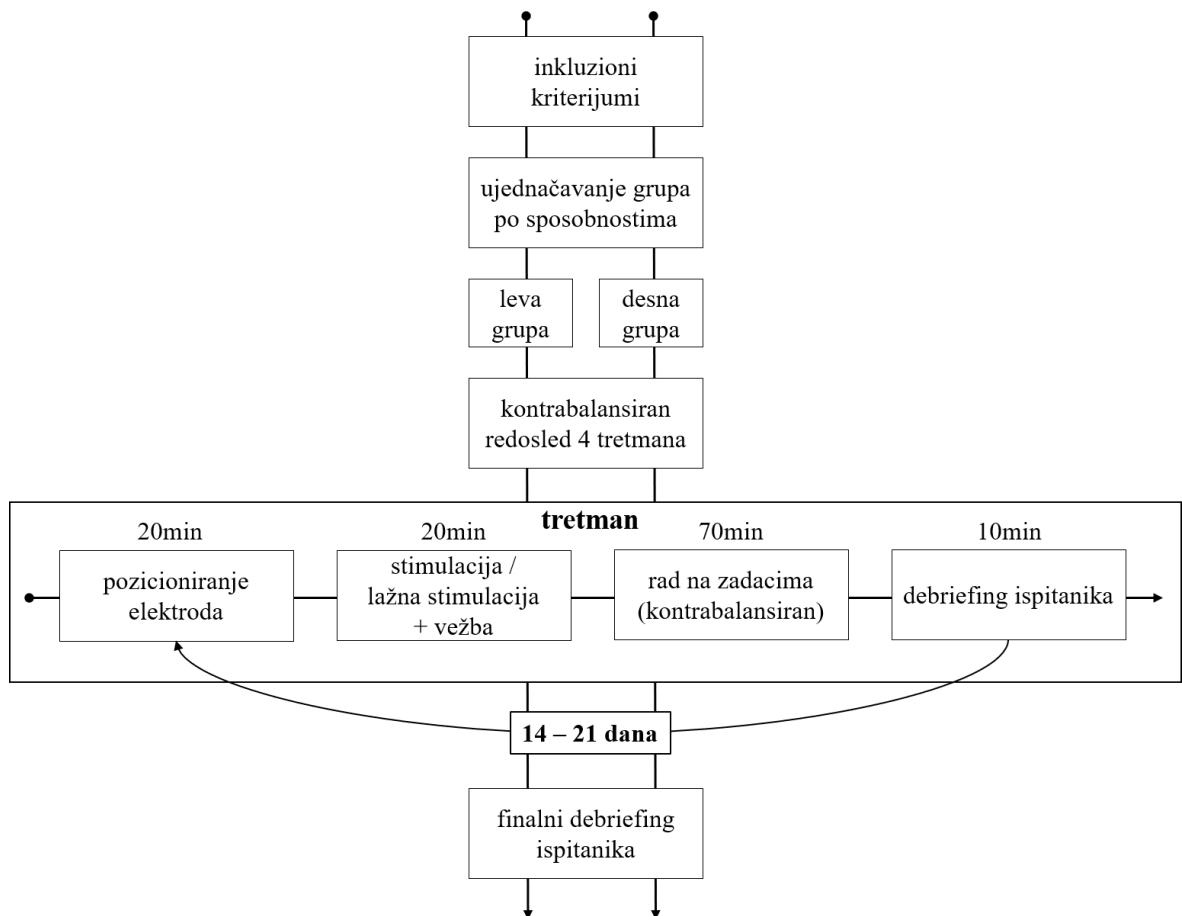 inkluzioni
kriterijumi
ujednačavanje grupa
po sposobnostima
leva
grupa
desna
grupa
kontrabalansiran
redosled 4 tretmana
tretman
20min
pozicioniranje
elektroda
20min
stimulacija /
lažna stimulacija
+ vežba
70min
rad na zadacima
(kontrabalansiran)
10min
debriefing ispitanika
14 – 21 dana
finalni debriefing
ispitanika